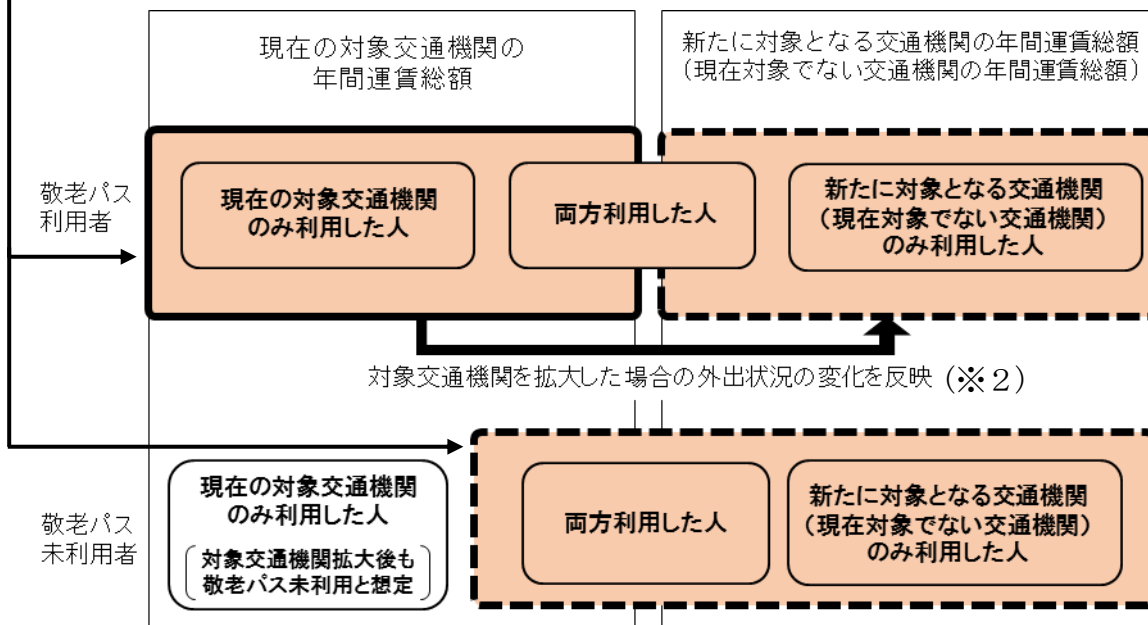 現在の対象交通機関の
年間運賃総額
新たに対象となる交通機関の年間運賃総額
（現在対象でない交通機関の年間運賃総額）
敬老パス
利用者
現在の対象交通機関
のみ利用した人
両方利用した人
新たに対象となる交通機関
（現在対象でない交通機関）
のみ利用した人
対象交通機関を拡大した場合の外出状況の変化を反映（※２）
敬老パス
未利用者
現在の対象交通機関
のみ利用した人
対象交通機関拡大後も
敬老パス未利用と想定
両方利用した人
新たに対象となる交通機関
（現在対象でない交通機関）
のみ利用した人